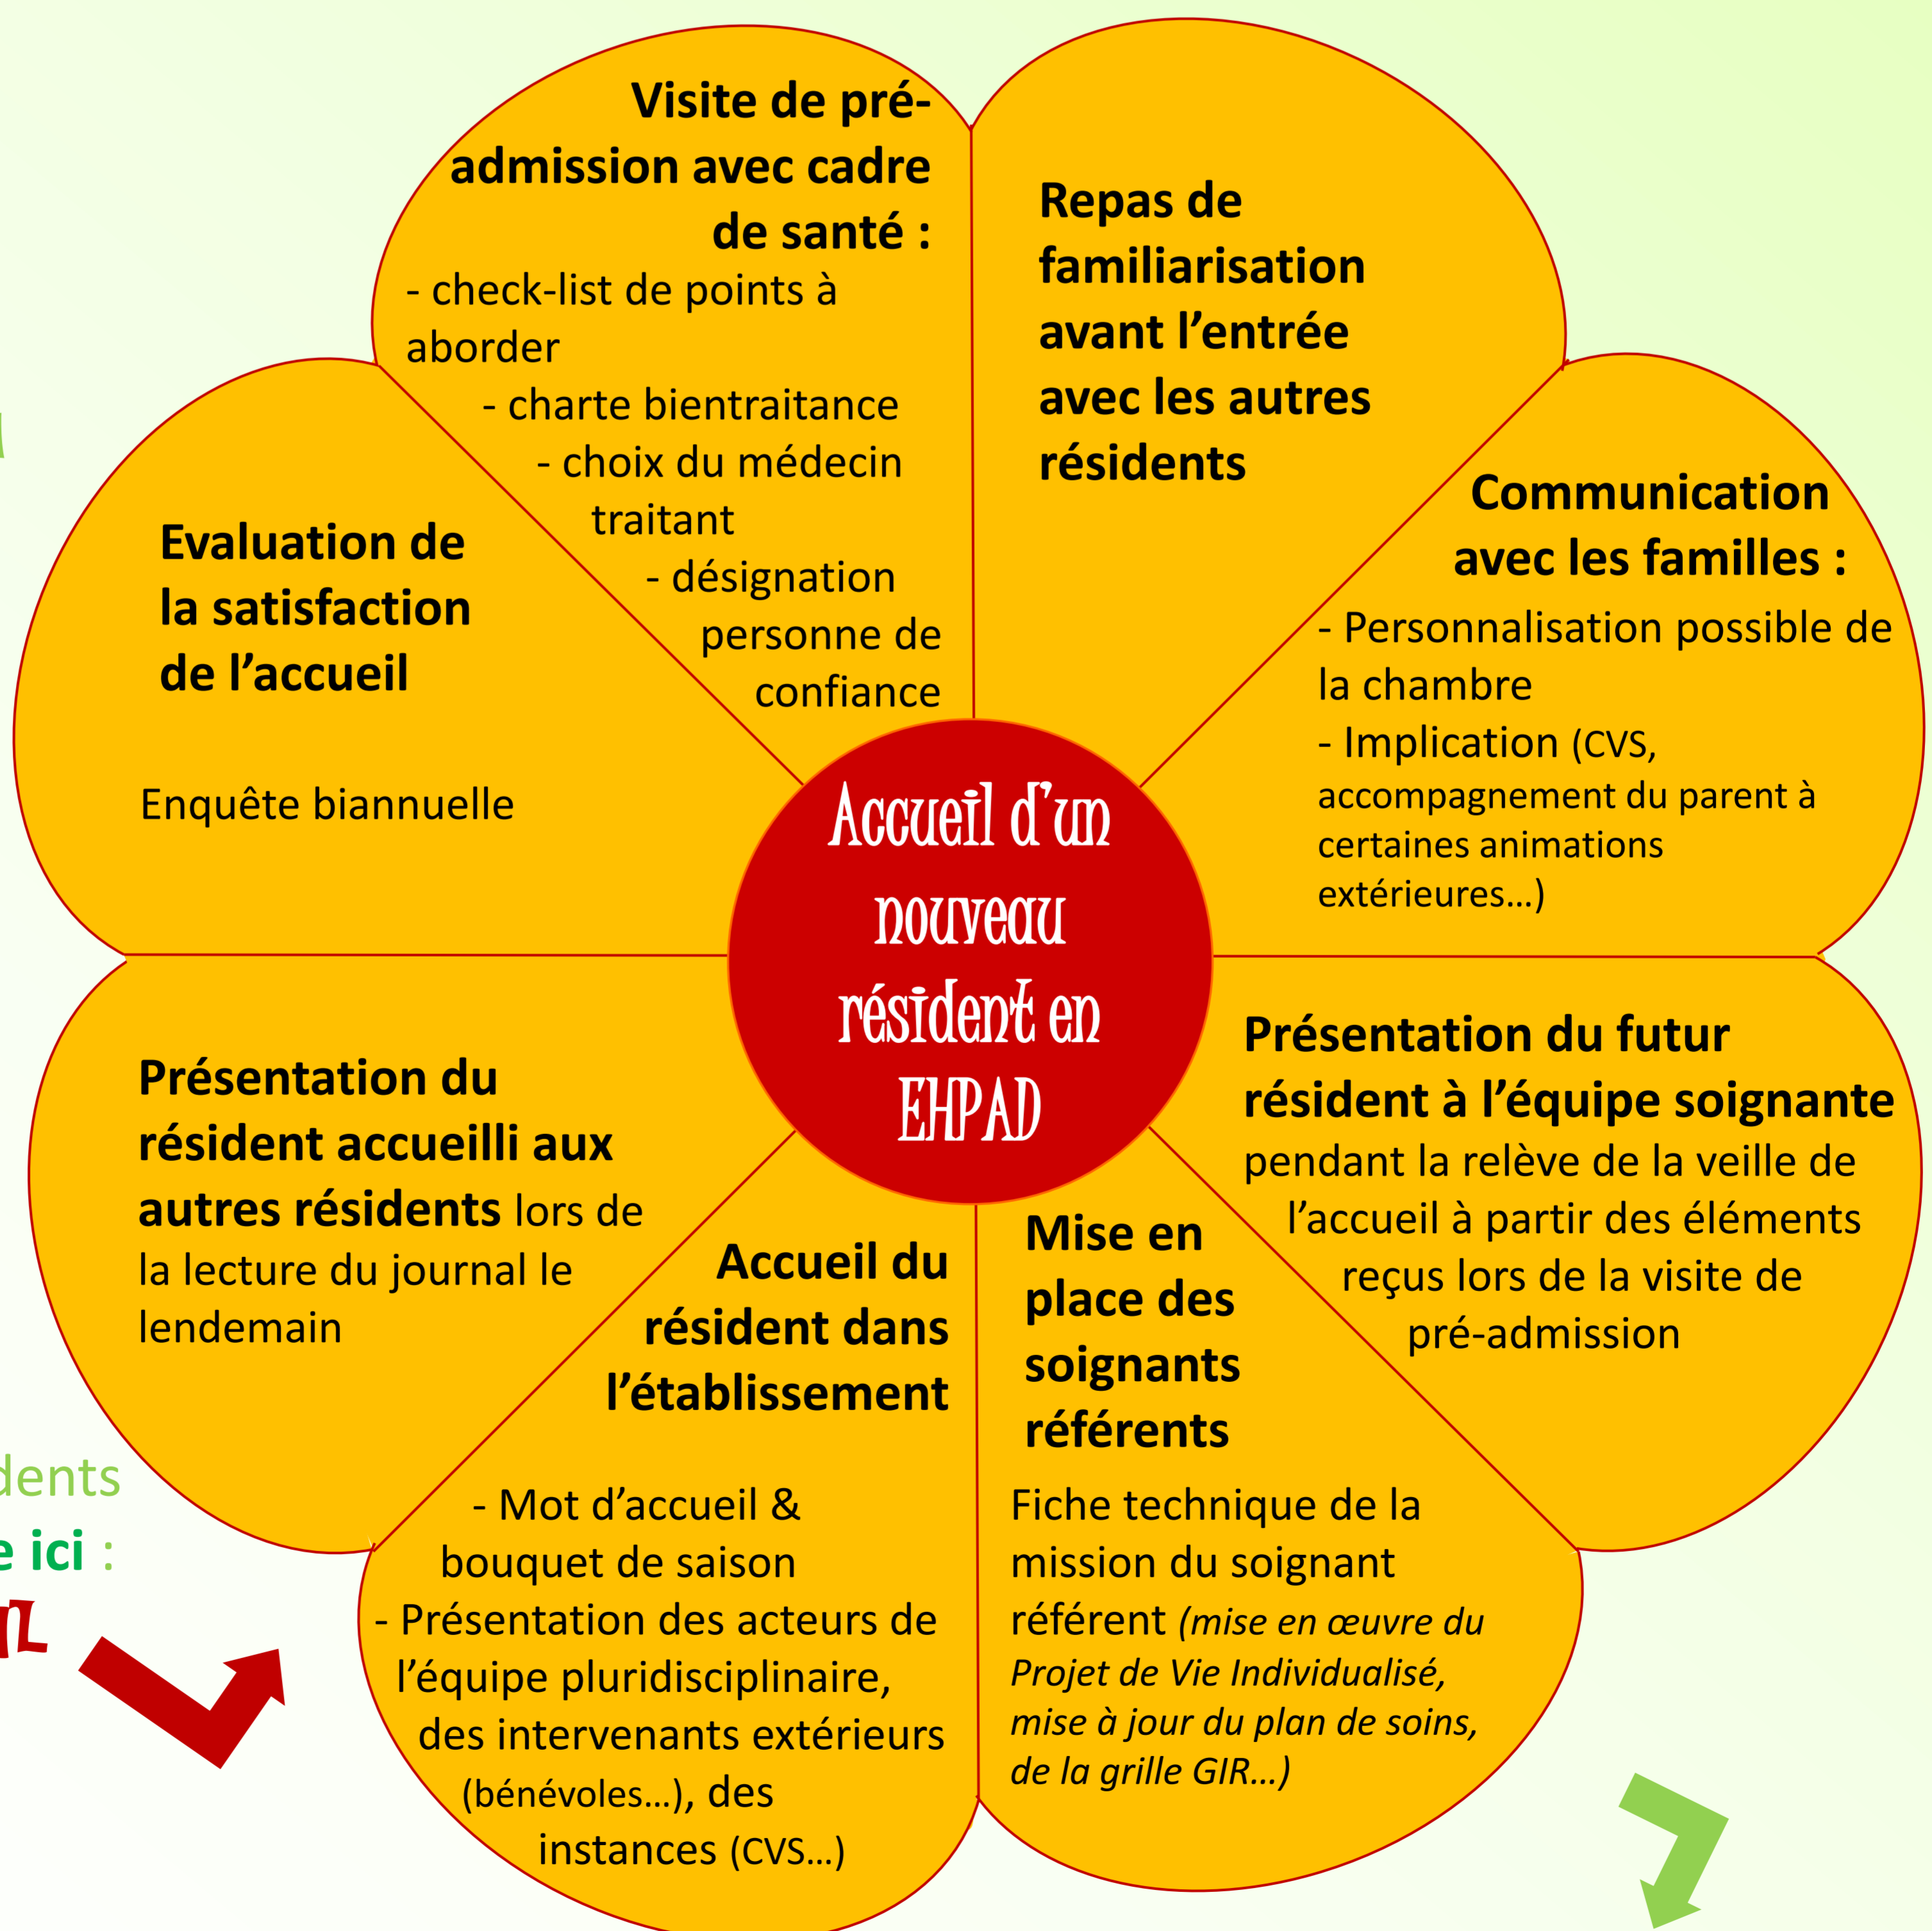 Visite de pré-
admission avec cadre
de santé :
- check-list de points à
aborder
- charte bientraitance
- choix du médecin
traitant
- désignation
personne de
confiance
Repas de
familiarisation
avant l’entrée
avec les autres
résidents
Communication
avec les familles :
- Personnalisation possible de
la chambre
- Implication (CVS,
accompagnement du parent à
certaines animations
extérieures…)
Présentation du futur
résident à l’équipe soignante
pendant la relève de la veille de
l’accueil à partir des éléments
reçus lors de la visite de
pré-admission
Mise en
place des
soignants
référents
Fiche technique de la
mission du soignant
référent (mise en œuvre du
Projet de Vie Individualisé,
mise à jour du plan de soins,
de la grille GIR…)
Accueil du
résident dans
l’établissement
- Mot d’accueil &
bouquet de saison
- Présentation des acteurs de
l’équipe pluridisciplinaire,
des intervenants extérieurs
(bénévoles…), des
instances (CVS…)
Présentation du
résident accueilli aux
autres résidents lors de
la lecture du journal le
lendemain
Evaluation de
la satisfaction
de l’accueil
Enquête biannuelle
Accueil d’un
nouveau
résident en
EHPAD
dents
e ici :